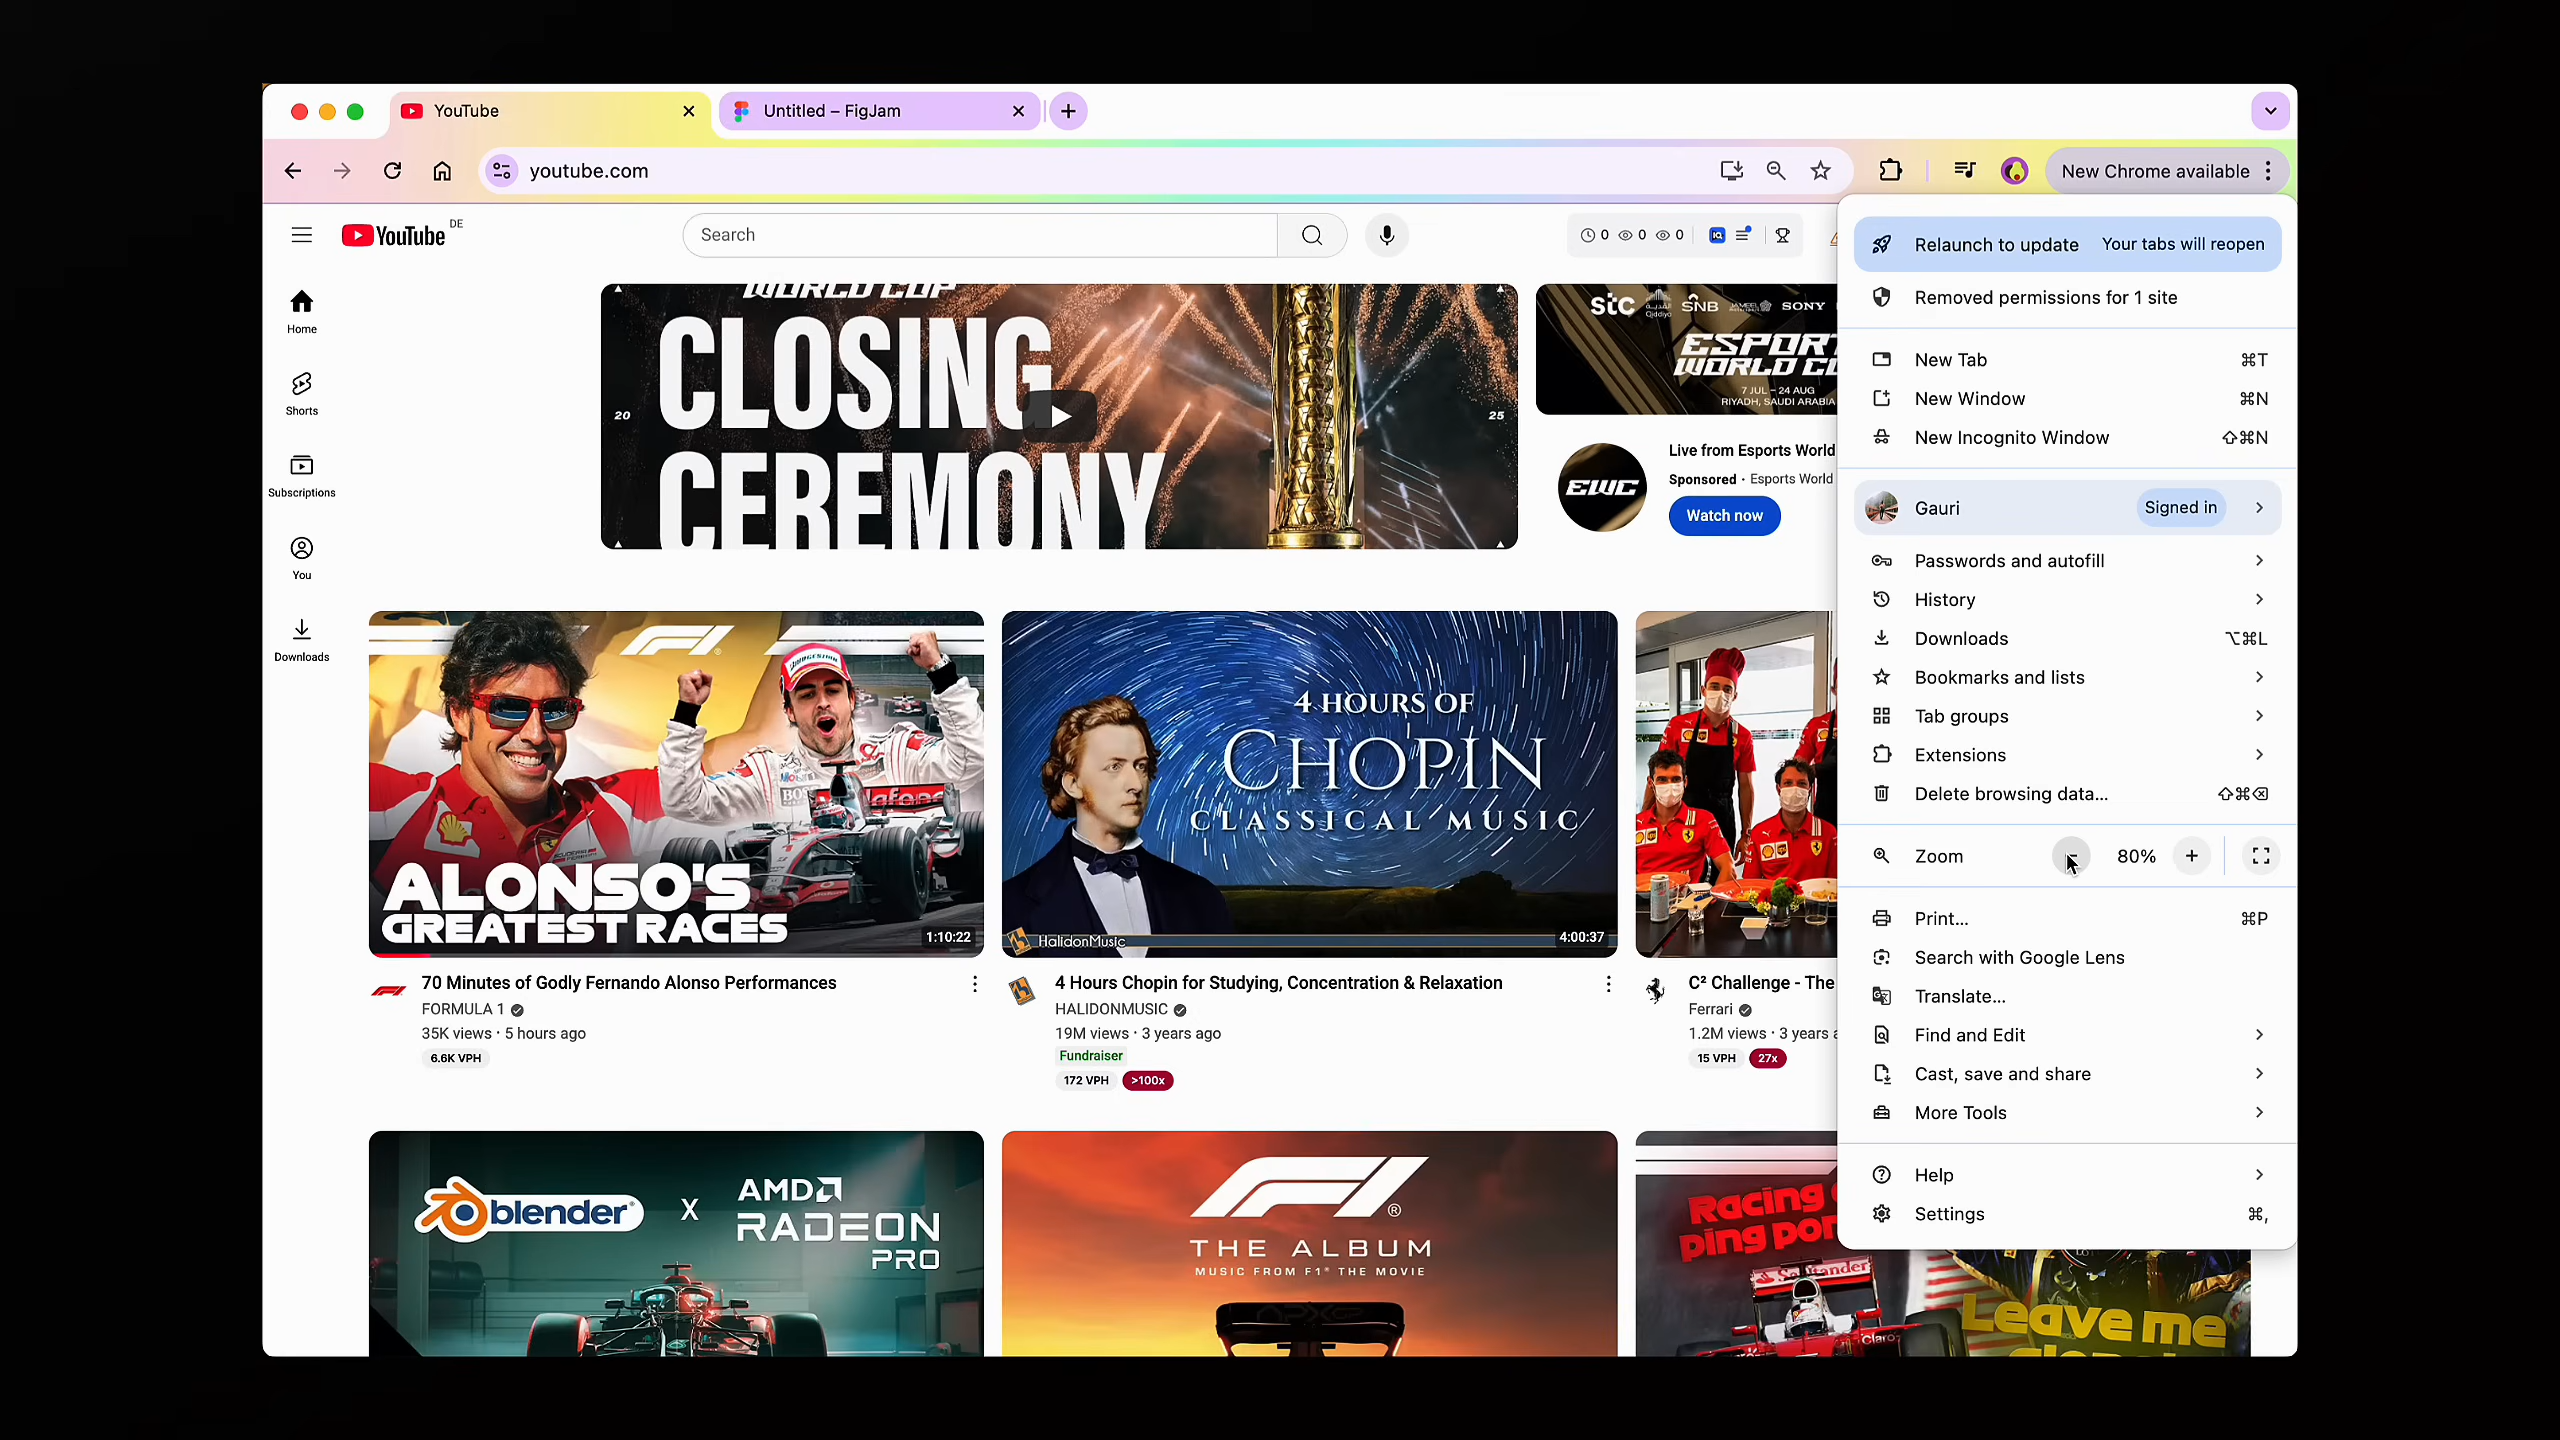 YouTube
Untitled – FigJam
youtube.com
New Chrome available
YouTube DE
Search
0 0 0
Home
Shorts
Subscriptions
You
Downloads
WORLD CUP
CLOSING
CEREMONY
20
25
stc
SNB
SONY
7 JUL – 24 AUG
RIYADH, SAUDI ARABIA
EWC
Live from Esports World
Sponsored · Esports World
Watch now
F1
ALONSO'S
GREATEST RACES
1:10:22
70 Minutes of Godly Fernando Alonso Performances
FORMULA 1
35K views · 5 hours ago
6.6K VPH
4 HOURS OF
CHOPIN
CLASSICAL MUSIC
HalidonMusic
4:00:37
4 Hours Chopin for Studying, Concentration & Relaxation
HALIDONMUSIC
19M views · 3 years ago
Fundraiser
172 VPH >100x
C² Challenge - The
Ferrari
1.2M views · 3 years
15 VPH 27x
blender X AMD
RADEON
PRO
F1
THE ALBUM
MUSIC FROM F1® THE MOVIE
APXGP
Racing
Santander
Claro
Leave me
Relaunch to update Your tabs will reopen
Removed permissions for 1 site
New Tab ⌘T
New Window ⌘N
New Incognito Window ⇧⌘N
Gauri Signed in
Passwords and autofill
History
Downloads ⌥⌘L
Bookmarks and lists
Tab groups
Extensions
Delete browsing data... ⇧⌘⌫
Zoom - 80% +
Print... ⌘P
Search with Google Lens
Translate...
Find and Edit
Cast, save and share
More Tools
Help
Settings ⌘,